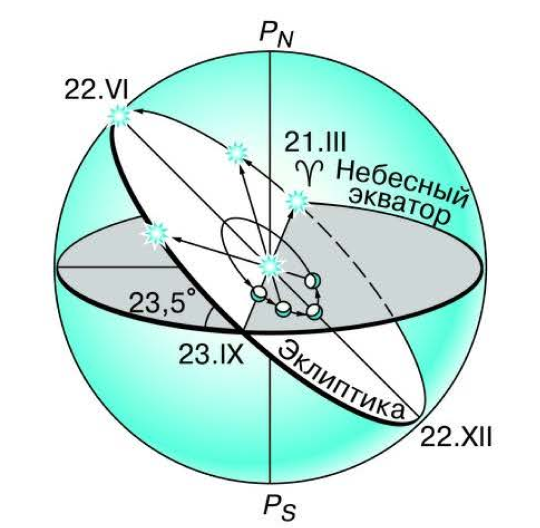 P_N
22.VI
21.III
♈ Небесный
экватор
23,5°
23.IX
Эклиптика
22.XII
P_S